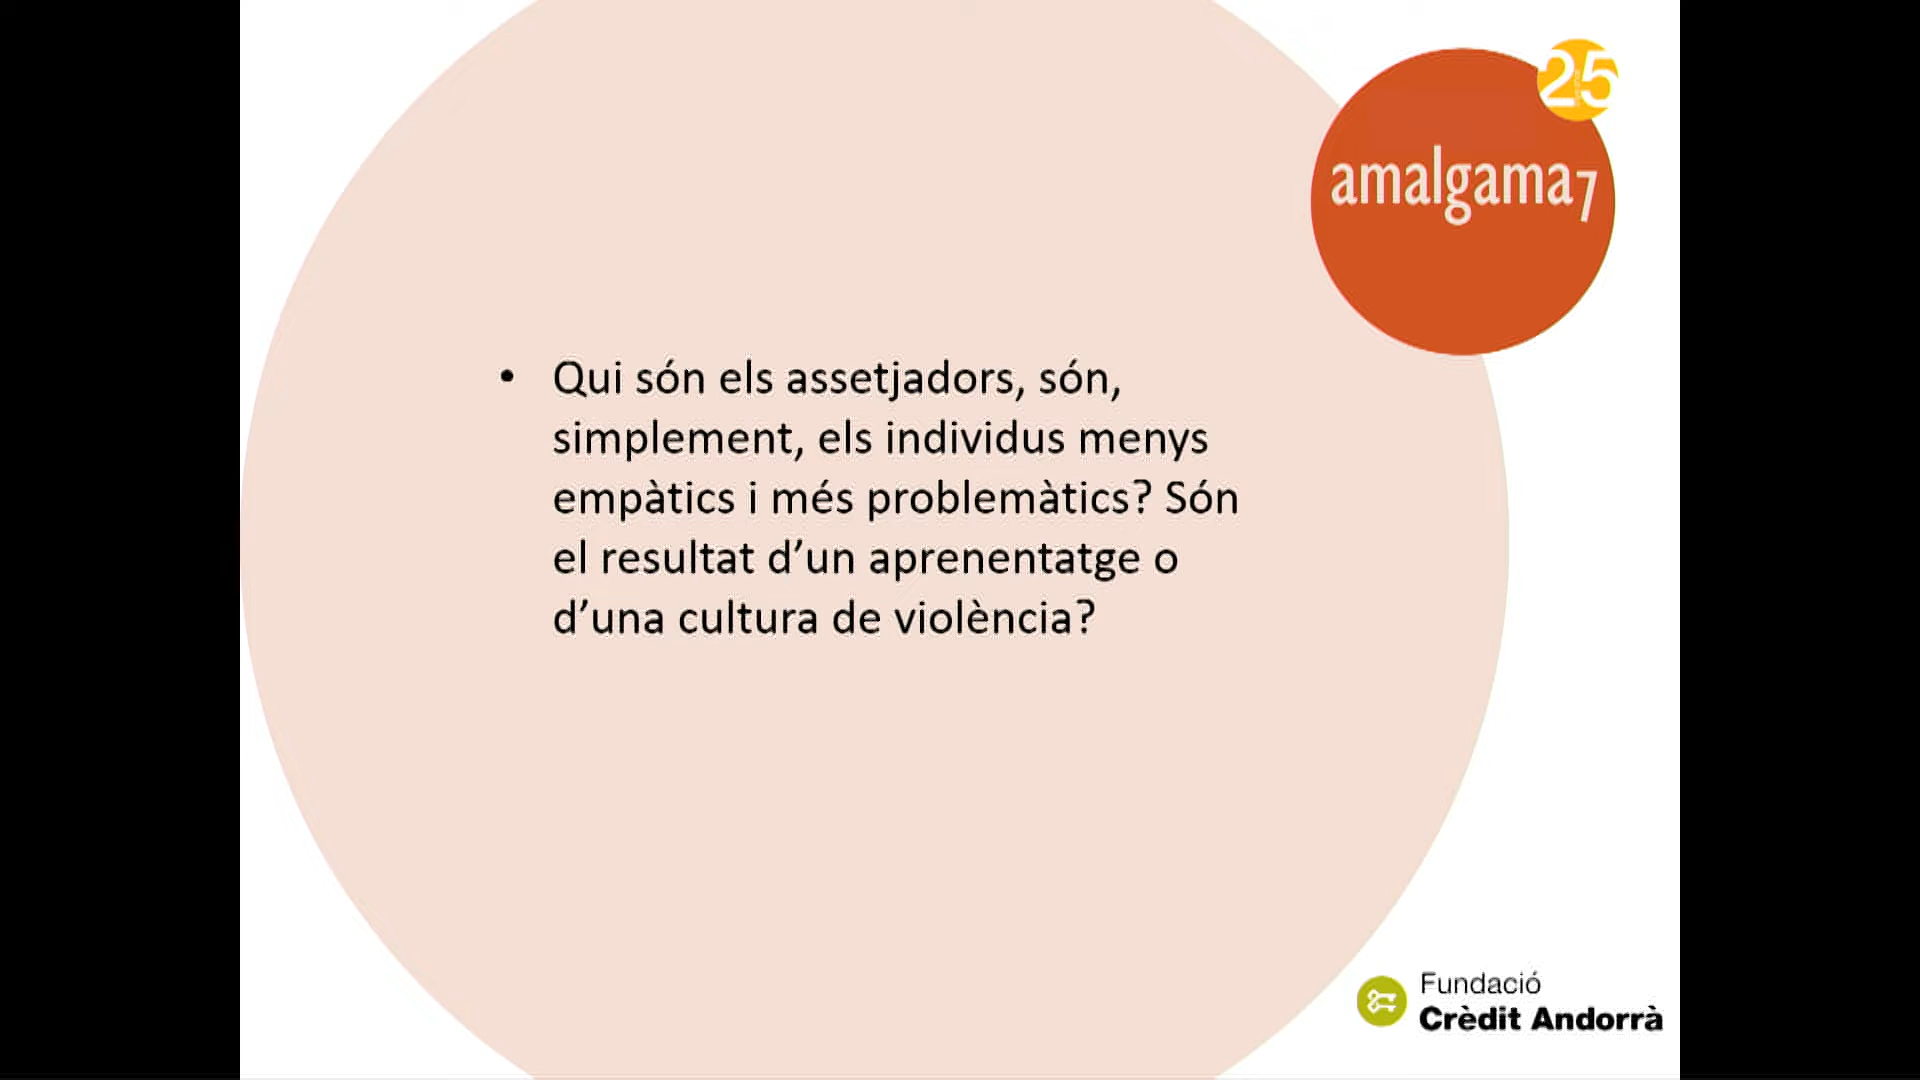 25
amalgama7
• Qui són els assetjadors, són,
simplement, els individus menys
empàtics i més problemàtics? Són
el resultat d’un aprenentatge o
d’una cultura de violència?
Fundació
Crèdit Andorrà